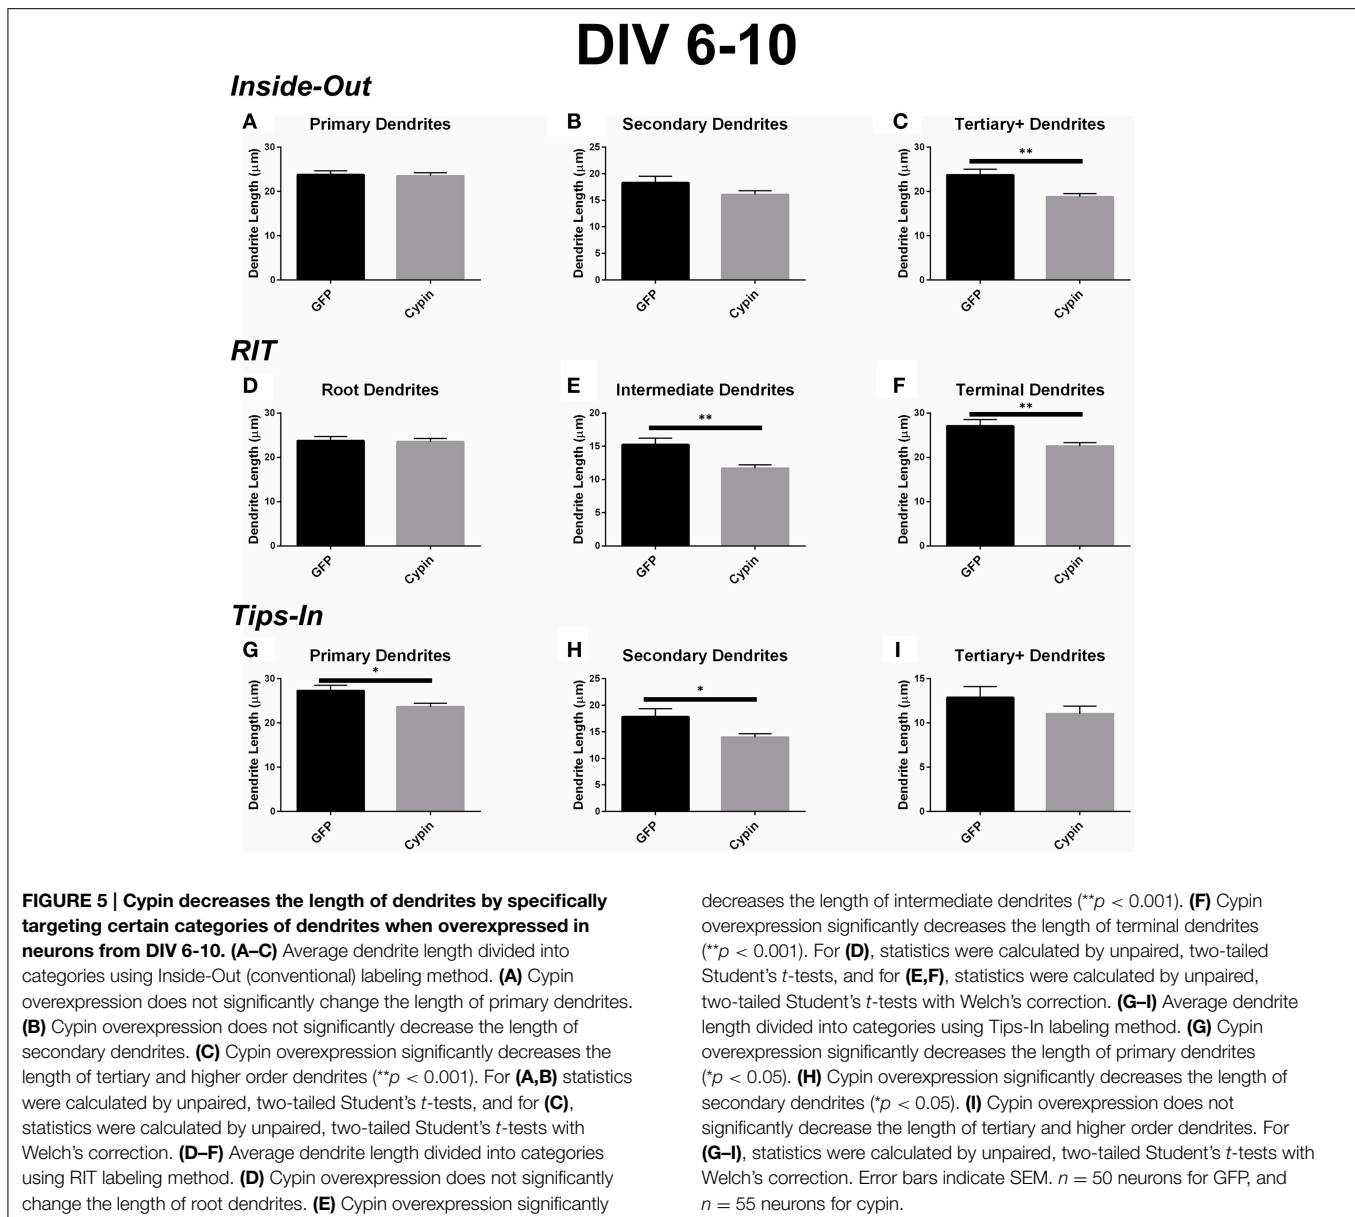 DIV 6-10
Inside-Out
A
Primary Dendrites
Dendrite Length (μm)
30
20
10
0
GFP
Cypin
B
Secondary Dendrites
Dendrite Length (μm)
25
20
15
10
5
0
GFP
Cypin
C
Tertiary+ Dendrites
Dendrite Length (μm)
30
20
10
0
**
GFP
Cypin
RIT
D
Root Dendrites
Dendrite Length (μm)
30
20
10
0
GFP
Cypin
E
Intermediate Dendrites
Dendrite Length (μm)
20
15
10
5
0
**
GFP
Cypin
F
Terminal Dendrites
Dendrite Length (μm)
30
20
10
0
**
GFP
Cypin
Tips-In
G
Primary Dendrites
Dendrite Length (μm)
30
20
10
0
*
GFP
Cypin
H
Secondary Dendrites
Dendrite Length (μm)
25
20
15
10
5
0
*
GFP
Cypin
I
Tertiary+ Dendrites
Dendrite Length (μm)
15
10
5
0
GFP
Cypin
FIGURE 5 | Cypin decreases the length of dendrites by specifically
targeting certain categories of dendrites when overexpressed in
neurons from DIV 6-10. (A–C) Average dendrite length divided into
categories using Inside-Out (conventional) labeling method. (A) Cypin
overexpression does not significantly change the length of primary dendrites.
(B) Cypin overexpression does not significantly decrease the length of
secondary dendrites. (C) Cypin overexpression significantly decreases the
length of tertiary and higher order dendrites (**p < 0.001). For (A,B) statistics
were calculated by unpaired, two-tailed Student's t-tests, and for (C),
statistics were calculated by unpaired, two-tailed Student's t-tests with
Welch's correction. (D–F) Average dendrite length divided into categories
using RIT labeling method. (D) Cypin overexpression does not significantly
change the length of root dendrites. (E) Cypin overexpression significantly
decreases the length of intermediate dendrites (**p < 0.001). (F) Cypin
overexpression significantly decreases the length of terminal dendrites
(**p < 0.001). For (D), statistics were calculated by unpaired, two-tailed
Student's t-tests, and for (E,F), statistics were calculated by unpaired,
two-tailed Student's t-tests with Welch's correction. (G–I) Average dendrite
length divided into categories using Tips-In labeling method. (G) Cypin
overexpression significantly decreases the length of primary dendrites
(*p < 0.05). (H) Cypin overexpression significantly decreases the length of
secondary dendrites (*p < 0.05). (I) Cypin overexpression does not
significantly decrease the length of tertiary and higher order dendrites. For
(G–I), statistics were calculated by unpaired, two-tailed Student's t-tests with
Welch's correction. Error bars indicate SEM. n = 50 neurons for GFP, and
n = 55 neurons for cypin.